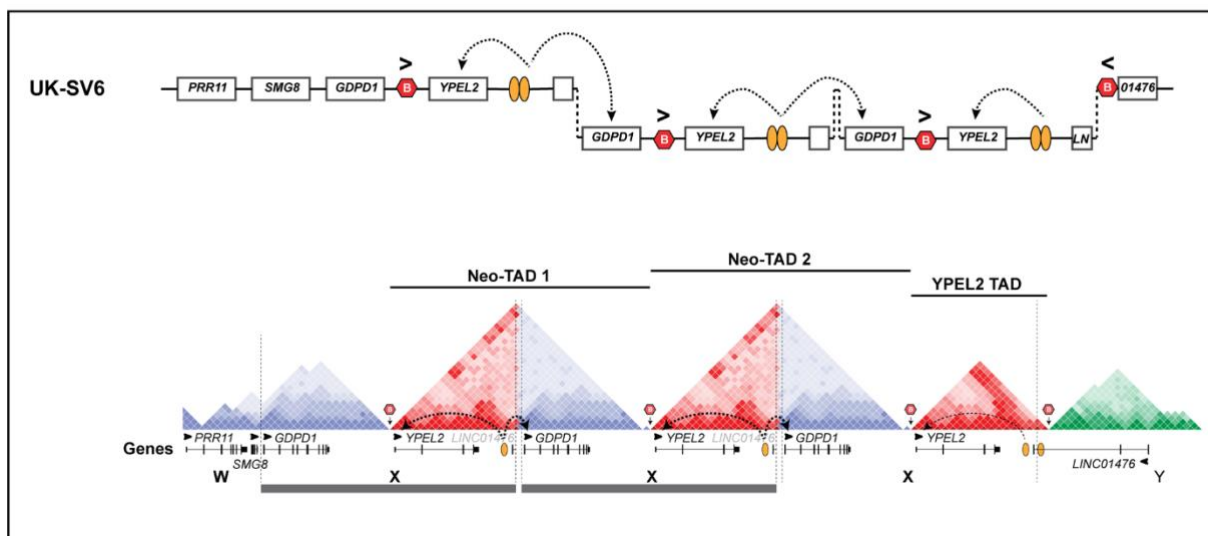 > > > <
UK-SV6 PRR11 SMG8 GDPD1 B YPEL2 B 01476
GDPD1 B YPEL2 GDPD1 B YPEL2 LN
Neo-TAD 1 Neo-TAD 2 YPEL2 TAD
B B B B
Genes PRR11 GDPD1 YPEL2 LINC01476 GDPD1 YPEL2 LINC01476 GDPD1 YPEL2
SMG8 LINC01476
W X X X Y